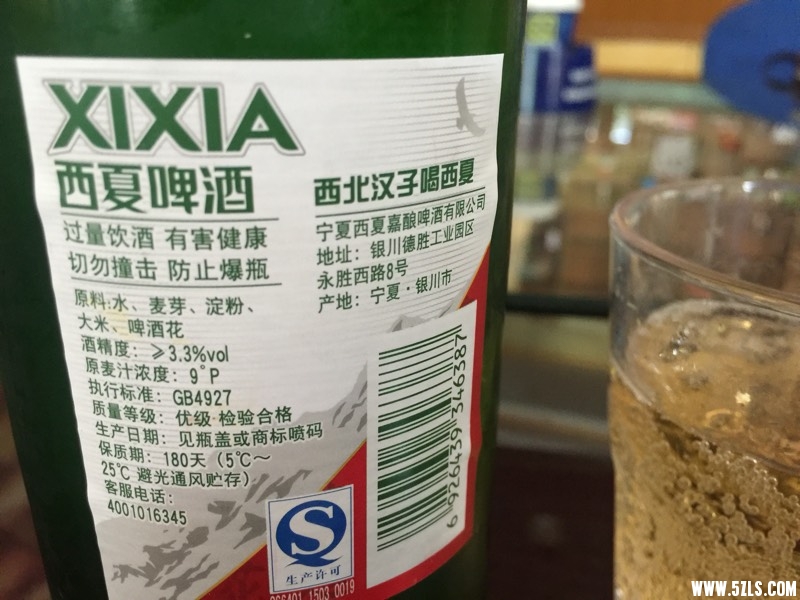 XIXIA
西夏啤酒
过量饮酒 有害健康
切勿撞击 防止爆瓶
原料:水、麦芽、淀粉、
大米、啤酒花
酒精度：≥3.3%vol
原麦汁浓度：9°P
执行标准：GB4927
质量等级：优级 检验合格
生产日期：见瓶盖或商标喷码
保质期：180天（5℃～
25℃ 避光通风贮存）
客服电话：
4001016345
西北汉子喝西夏
宁夏西夏嘉酿啤酒有限公司
地址：银川德胜工业园区
永胜西路8号
产地：宁夏·银川市
6 926439 346387
S
生产许可
1503 0019
WWW.5ZLS.COM